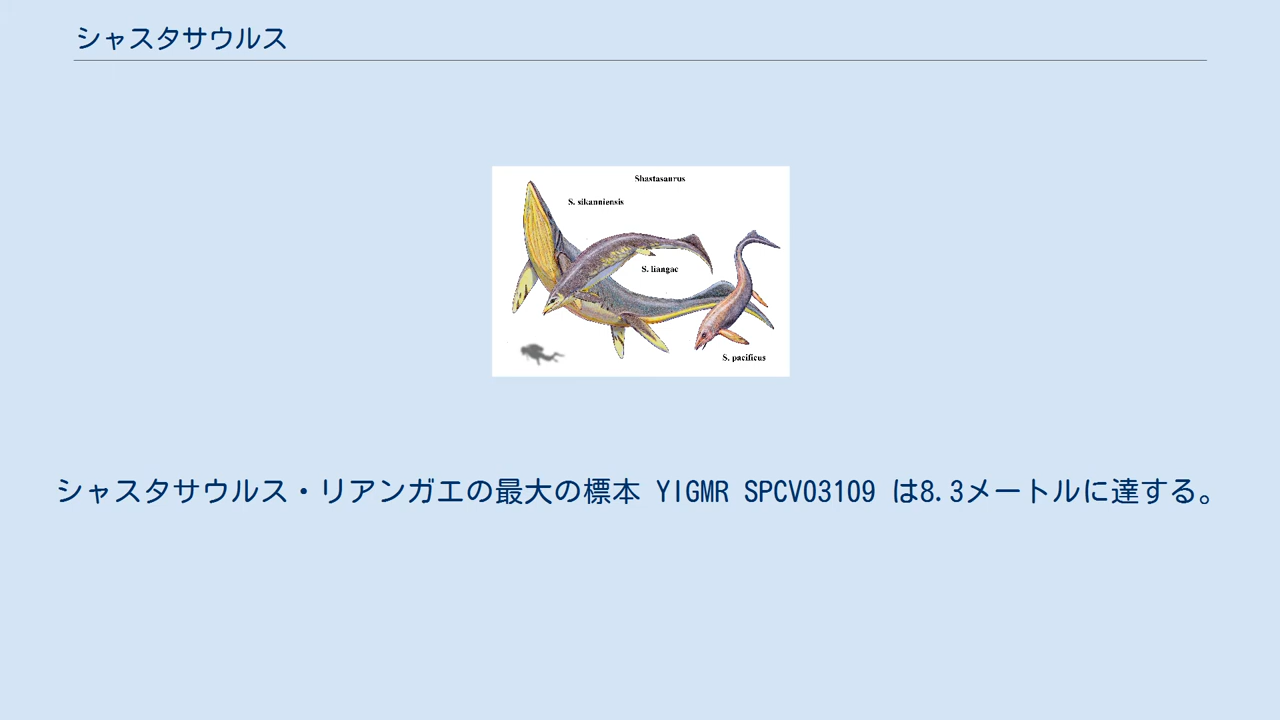 シャスタサウルス
Shastasaurus
S. sikanniensis
S. liangae
S. pacificus
シャスタサウルス・リアンガエの最大の標本 YIGMR SPCV03109 は8.3メートルに達する。